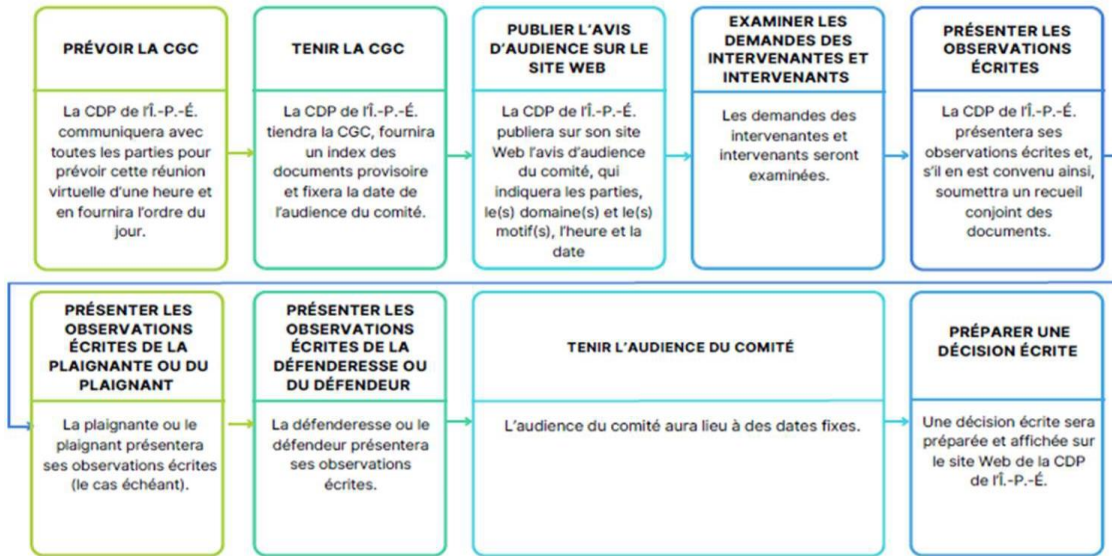 PRÉVOIR LA CGC
La CDP de l'Î.-P.-É.
communiquera avec
toutes les parties pour
prévoir cette réunion
virtuelle d'une heure et
en fournira l'ordre du
jour.
TENIR LA CGC
La CDP de l'Î.-P.-É.
tiendra la CGC, fournira
un index des
documents provisoire
et fixera la date de
l'audience du comité.
PUBLIER L'AVIS
D'AUDIENCE SUR LE
SITE WEB
La CDP de l'Î.-P.-É.
publiera sur son site
Web l'avis d'audience
du comité, qui
indiquera les parties,
le(s) domaine(s) et le(s)
motif(s), l'heure et la
date
EXAMINER LES
DEMANDES DES
INTERVENANTES ET
INTERVENANTS
Les demandes des
intervenantes et
intervenants seront
examinées.
PRÉSENTER LES
OBSERVATIONS
ÉCRITES
La CDP de l'Î.-P.-É.
présentera ses
observations écrites et,
s'il en est convenu ainsi,
soumettra un recueil
conjoint des
documents.
PRÉSENTER LES
OBSERVATIONS
ÉCRITES DE LA
PLAIGNANTE OU DU
PLAIGNANT
La plaignante ou le
plaignant présentera
ses observations écrites
(le cas échéant).
PRÉSENTER LES
OBSERVATIONS
ÉCRITES DE LA
DÉFENDERESSE OU
DU DÉFENDEUR
La défenderesse ou le
défendeur présentera
ses observations
écrites.
TENIR L'AUDIENCE DU COMITÉ
L'audience du comité aura lieu à des dates fixes.
PRÉPARER UNE
DÉCISION ÉCRITE
Une décision écrite sera
préparée et affichée sur
le site Web de la CDP
de l'Î.-P.-É.